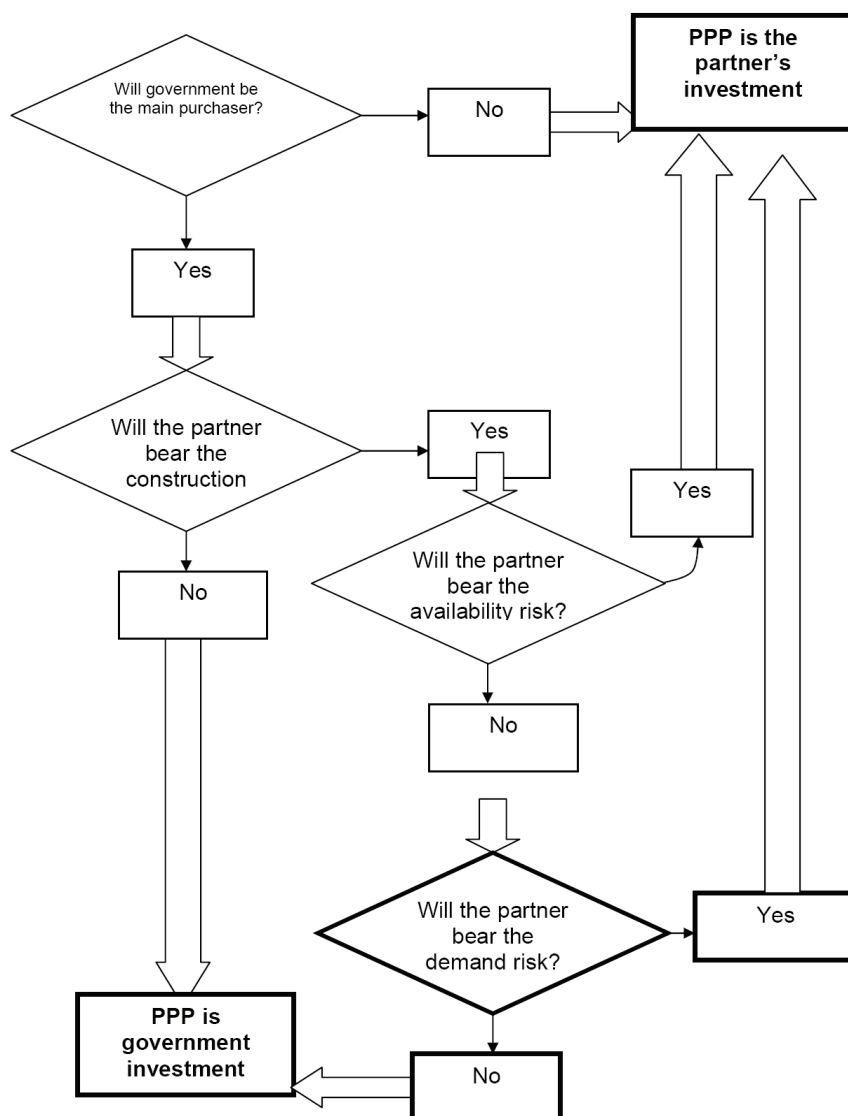 PPP is the
partner's
investment
Will government be
the main purchaser?
No
Yes
Will the partner
bear the
construction
Yes
Yes
Will the partner
bear the
availability risk?
No
No
Will the partner
bear the
demand risk?
Yes
PPP is
government
investment
No